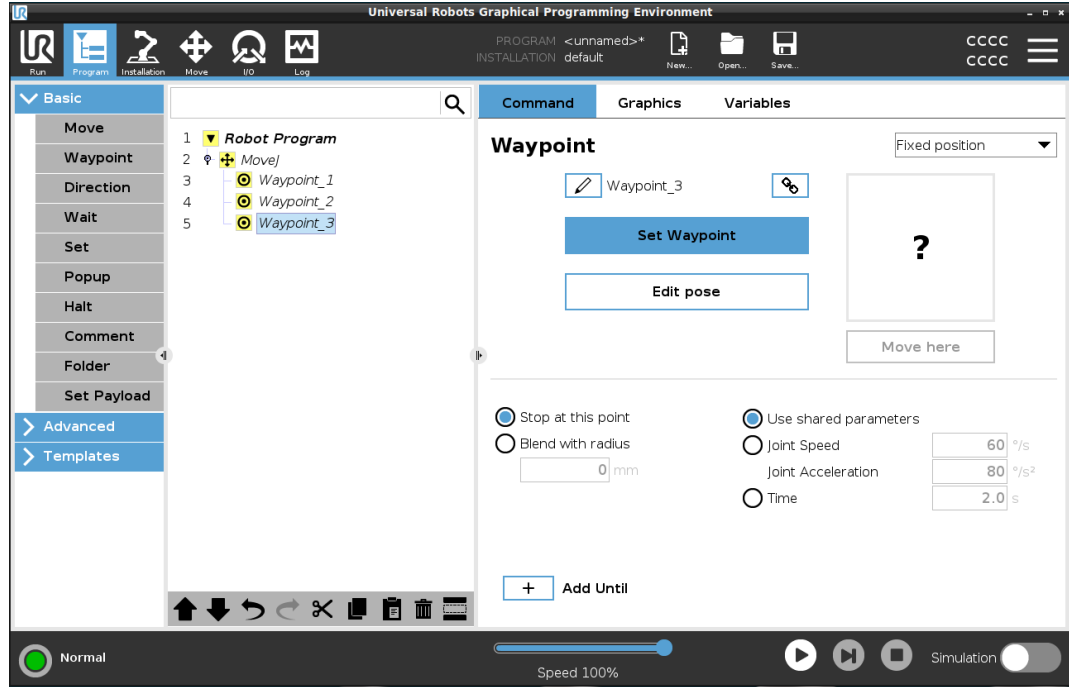 UR
Universal Robots Graphical Programming Environment
UR
Run
Program
Installation
Move
I/O
Log
PROGRAM <unnamed>*
INSTALLATION default
New...
Open...
Save...
CCCC
CCCC
Basic
Move
Waypoint
Direction
Wait
Set
Popup
Halt
Comment
Folder
Set Payload
Advanced
Templates
1 Robot Program
2 MoveJ
3 Waypoint_1
4 Waypoint_2
5 Waypoint_3
Command Graphics Variables
Waypoint
Fixed position
Waypoint_3
Set Waypoint
Edit pose
?
Move here
Stop at this point
Blend with radius
0 mm
Use shared parameters
Joint Speed 60 °/s
Joint Acceleration 80 °/s²
Time 2.0 s
+ Add Until
Normal
Speed 100%
Simulation